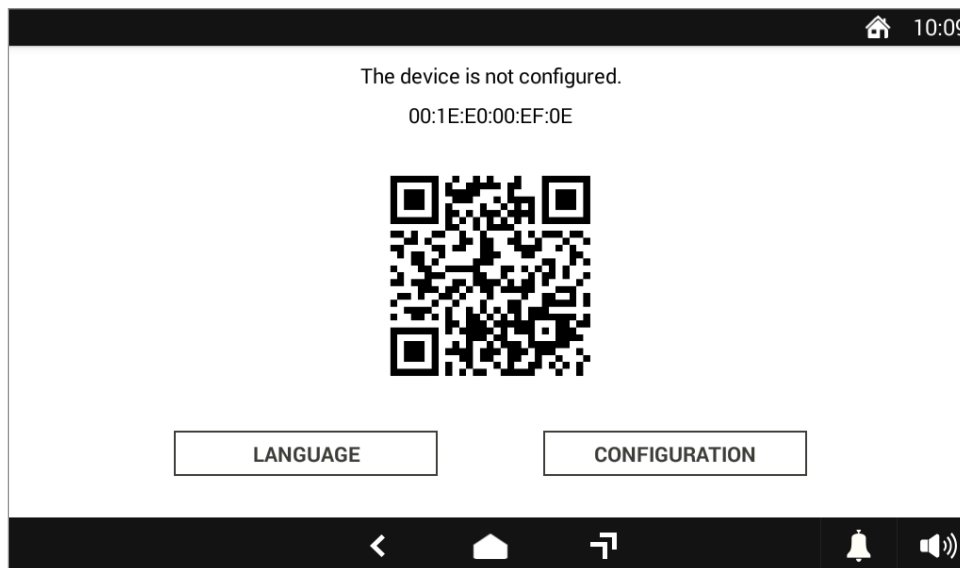 10:09
The device is not configured.
00:1E:E0:00:EF:0E
LANGUAGE
CONFIGURATION